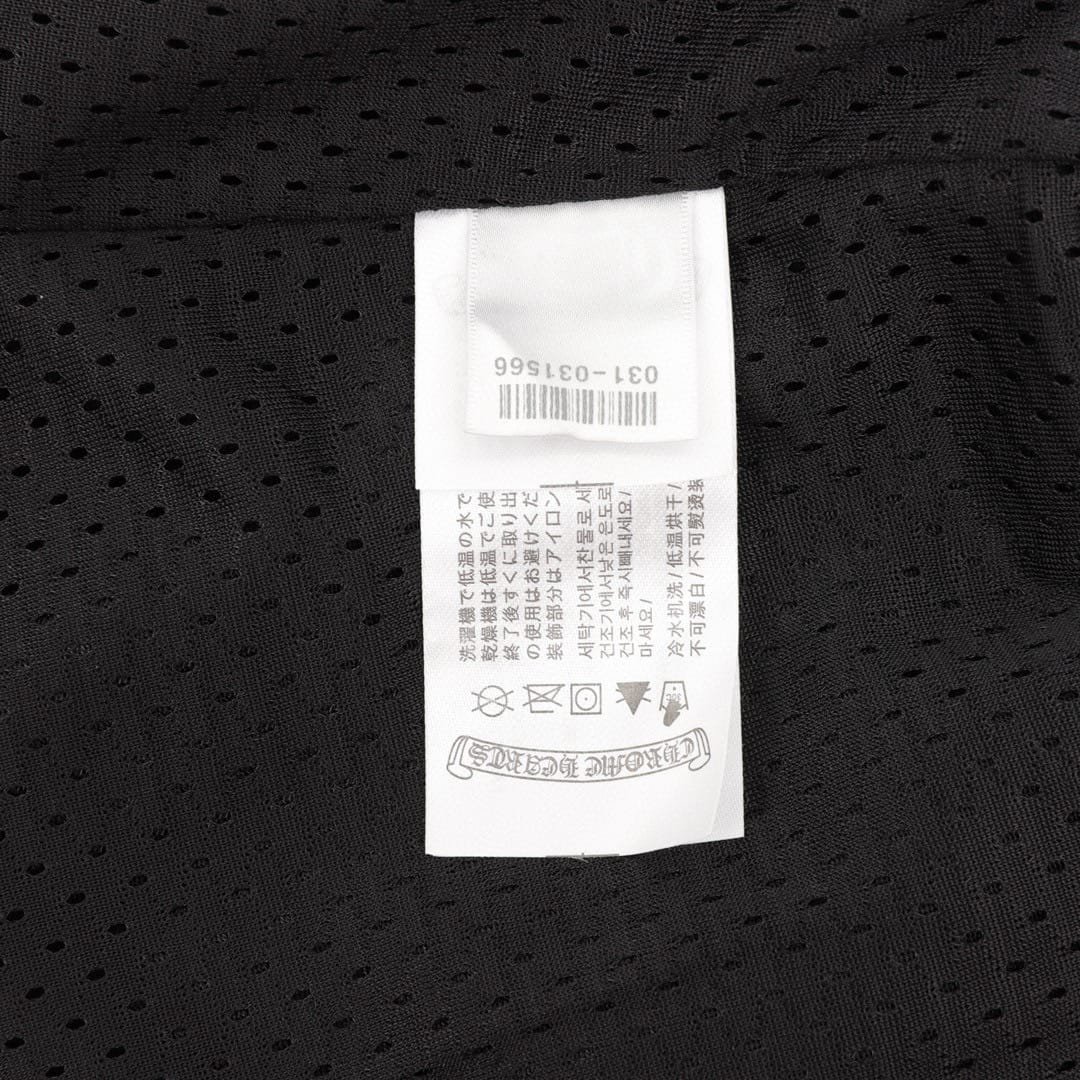 031-031566
洗濯機で低温の水で
乾燥機は低温でご使
終了後すぐに取り出
の使用はお避けくだ
装飾部分はアイロン
세탁기에서찬물로 세
건조기에서낮은 온도로
건조 후 즉시빼내세요/
마세요/
冷水机洗/低温烘干/
不可漂白/不可熨烫装
30C
CHROME HEARTS